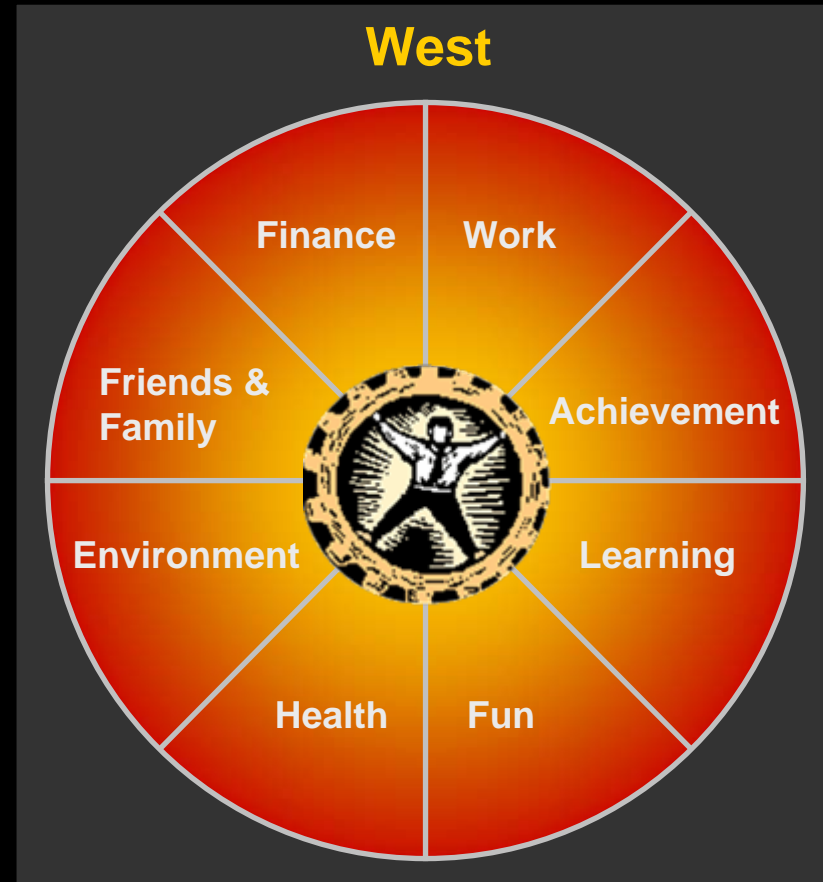 West
Finance
Work
Friends &
Family
Achievement
Environment
Learning
Health
Fun